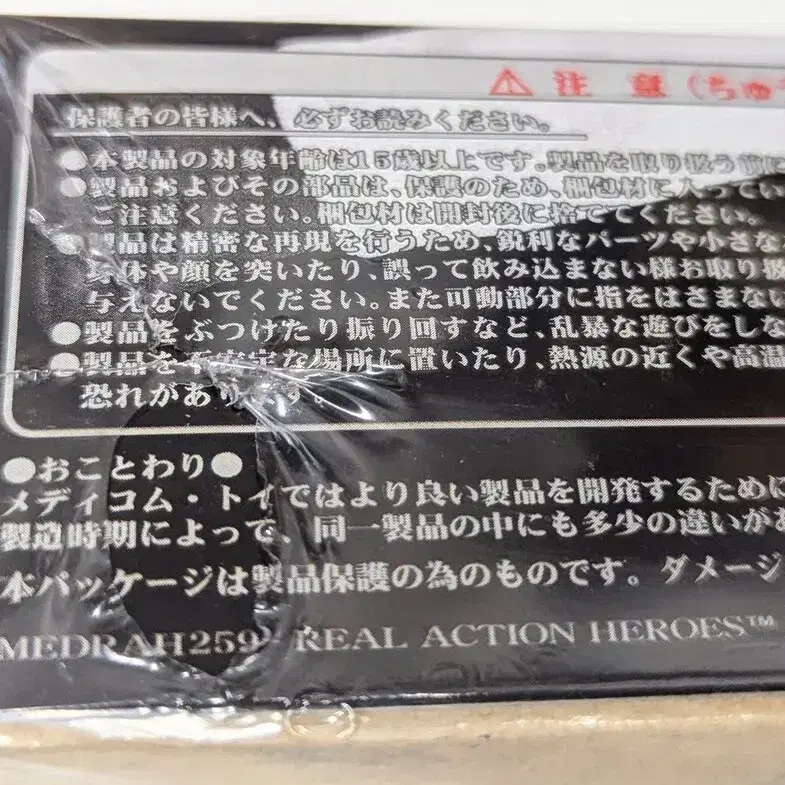 ⚠ 注 意 (ちゅ
保護者の皆様へ、必ずお読みください。
●本製品の対象年齢は15歳以上です。製品を取り扱う前に
●製品およびその部品は、保護のため、梱包材に入ってい
ご注意ください。梱包材は開封後に捨ててください。
●製品は精密な再現を行うため、鋭利なパーツや小さな
身体や顔を突いたり、誤って飲み込まない様お取り扱
与えないでください。また可動部分に指をはさまない
●製品をぶつけたり振り回すなど、乱暴な遊びをしな
●製品を不安定な場所に置いたり、熱源の近くや高温
恐れがあります。
●おことわり●
メディコム・トイではより良い製品を開発するために
製造時期によって、同一製品の中にも多少の違いがあ
本パッケージは製品保護の為のものです。ダメージ
MEDRAH259 REAL ACTION HEROES™